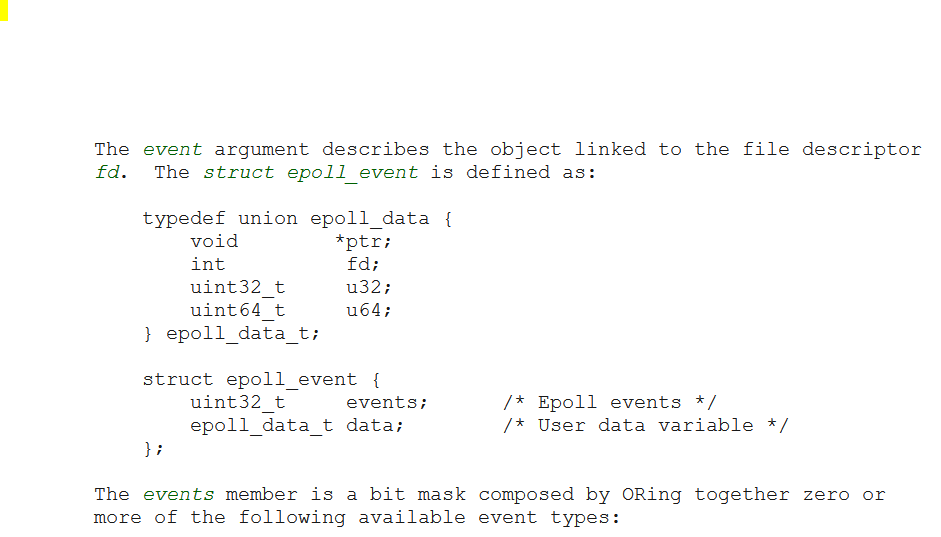 The event argument describes the object linked to the file descriptor
fd.  The struct epoll_event is defined as:
typedef union epoll_data {
void        *ptr;
int          fd;
uint32_t     u32;
uint64_t     u64;
} epoll_data_t;
struct epoll_event {
uint32_t     events;      /* Epoll events */
epoll_data_t data;        /* User data variable */
};
The events member is a bit mask composed by ORing together zero or
more of the following available event types: